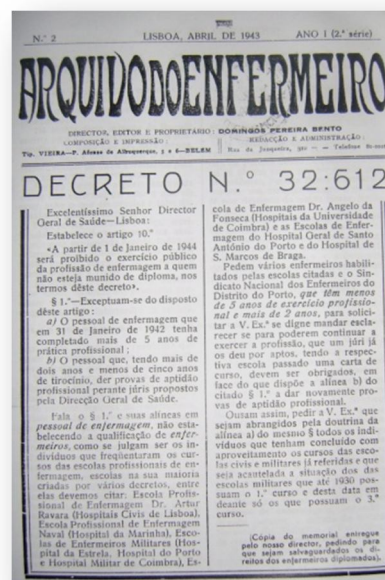 N.º 2
LISBOA, ABRIL DE 1943
ANO I (2.ª série)
ARQUIVO DO ENFERMEIRO
DIRECTOR, EDITOR E PROPRIETÁRIO: DOMINGOS PEREIRA BENTO
COMPOSIÇÃO E IMPRESSÃO:
Tip. VIEIRA—P. Afonso de Albuquerque, 5 e 6—BELEM
REDACÇÃO E ADMINISTRAÇÃO:
Rua da Junqueira,
DECRETO N.º 32:612
Excelentíssimo Senhor Director
Geral de Saúde—Lisboa:
Estabelece o artigo 10.º
«A partir de 1 de Janeiro de 1944
será proibido o exercício público
da profissão de enfermagem a quem
não esteja munido de diploma, nos
termos dêste decreto».
§ 1.º—Exceptuam-se do disposto
dêste artigo:
a) O pessoal de enfermagem que
em 31 de Janeiro de 1942 tenha
completado mais de 5 anos de
prática profissional;
b) O pessoal que, tendo mais de
dois anos e menos de cinco anos
de tirocínio, der provas de aptidão
profissional perante júris propostos
pela Direcção Geral de Saúde.
Fala o § 1.º e suas alíneas em
pessoal de enfermagem, não esta-
belecendo a qualificação de enfer-
meiros, como se julgam ser os in-
divíduos que freqüentaram os cur-
sos das escolas profissionais de en-
fermagem, escolas na sua maioria
criadas por vários decretos, entre
elas devemos citar: Escola Profis-
sional de Enfermagem Dr. Artur
Ravara (Hospitais Civis de Lisboa),
Escola Profissional de Enfermagem
Naval (Hospital da Marinha), Esco-
las de Enfermeiros Militares (Hos-
pital da Estrela, Hospital do Porto
e Hospital Militar de Coimbra), Es-
cola de Enfermagem Dr. Angelo da
Fonseca (Hospitais da Universidade
de Coimbra) e as Escolas de Enfer-
magem do Hospital Geral de Santo
António do Porto e do Hospital de
S. Marcos de Braga.
Pedem vários enfermeiros habili-
tados pelas escolas citadas e o Sin-
dicato Nacional dos Enfermeiros do
Distrito do Porto, que têm menos
de 5 anos de exercício profissio-
nal e mais de 2 anos, para solici-
tar a V. Ex.ª se digne mandar escla-
recer se para poderem continuar a
exercer a profissão, que um júri já
os deu por aptos, tendo a respec-
tiva escola passado uma carta de
curso, devem ser obrigados, em
face do que dispõe a alínea b) do
citado § 1.º a dar novamente pro-
vas de aptidão profissional.
Outram assim, pedir a V. Ex.ª que
sejam abrangidos pela doutrina da
alínea a) do mesmo § todos os indi-
víduos que tenham concluído com
aproveitamento os cursos das esco-
las civis e militares já referidas e que
seja acautelada a situação dos das
escolas militares que até 1930 pos-
suam o 1.º curso e desta data em
deante só os que possuam o 3.º
curso.
(Cópia do memorial entregue
pelo nosso director, pedindo para
que sejam salvaguardados os di-
reitos dos enfermeiros diplomados).